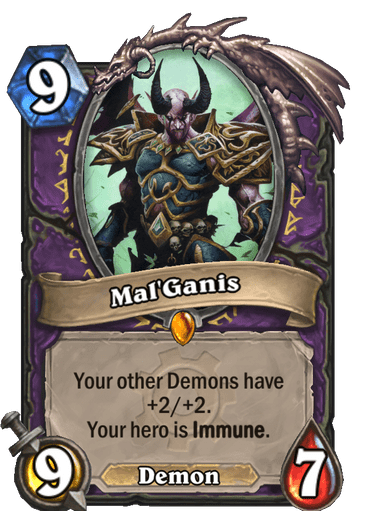 9
Mal'Ganis
Your other Demons have
+2/+2.
Your hero is Immune.
9
Demon
7